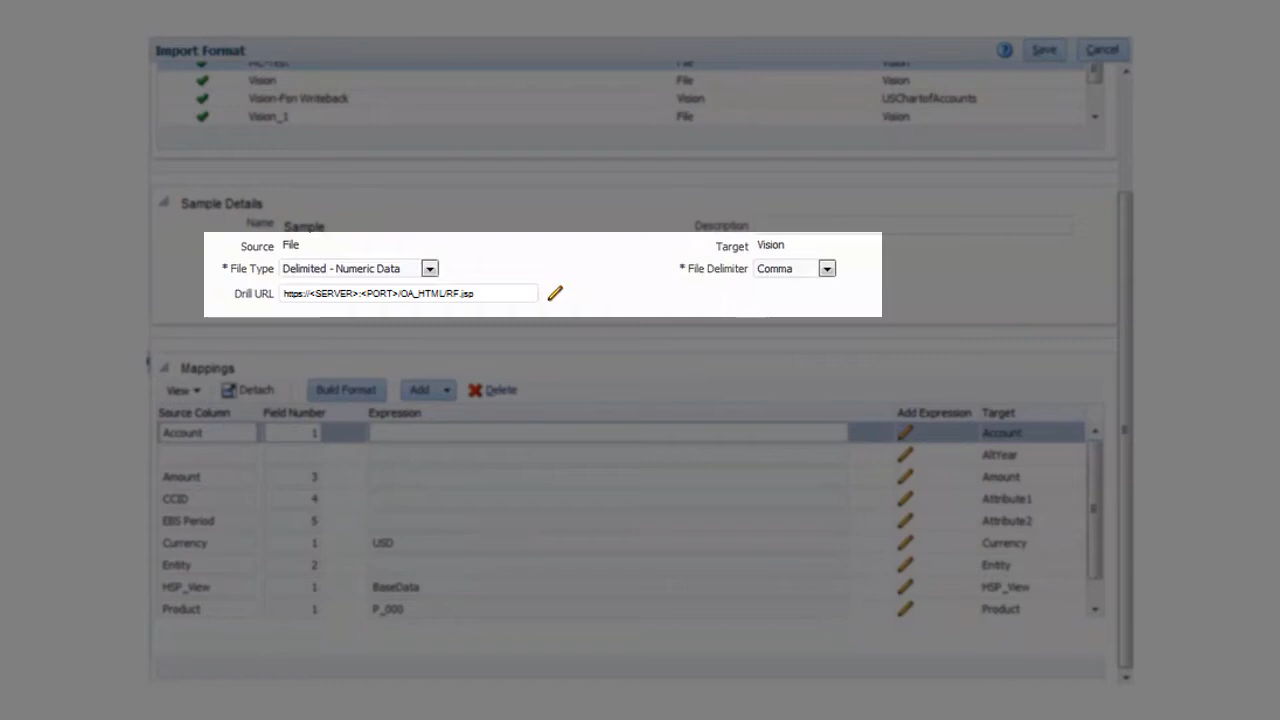 Import Format Save Cancel
File Vision
Vision File Vision
Vision-Psn Writeback Vision USChartofAccounts
Vision_1 File Vision
Sample Details
Name Sample Description
Source File Target Vision
* File Type Delimited - Numeric Data * File Delimiter Comma
Drill URL https://<SERVER>:<PORT>/OA_HTML/RF.jsp
Mappings
View Detach Build Format Add Delete
Source Column Field Number Expression Add Expression Target
Account 1 Account
AltYear
Amount 3 Amount
CCID 4 Attribute1
EBS Period 5 Attribute2
Currency 1 USD Currency
Entity 2 Entity
HSP_View 1 BaseData HSP_View
Product 1 P_000 Product